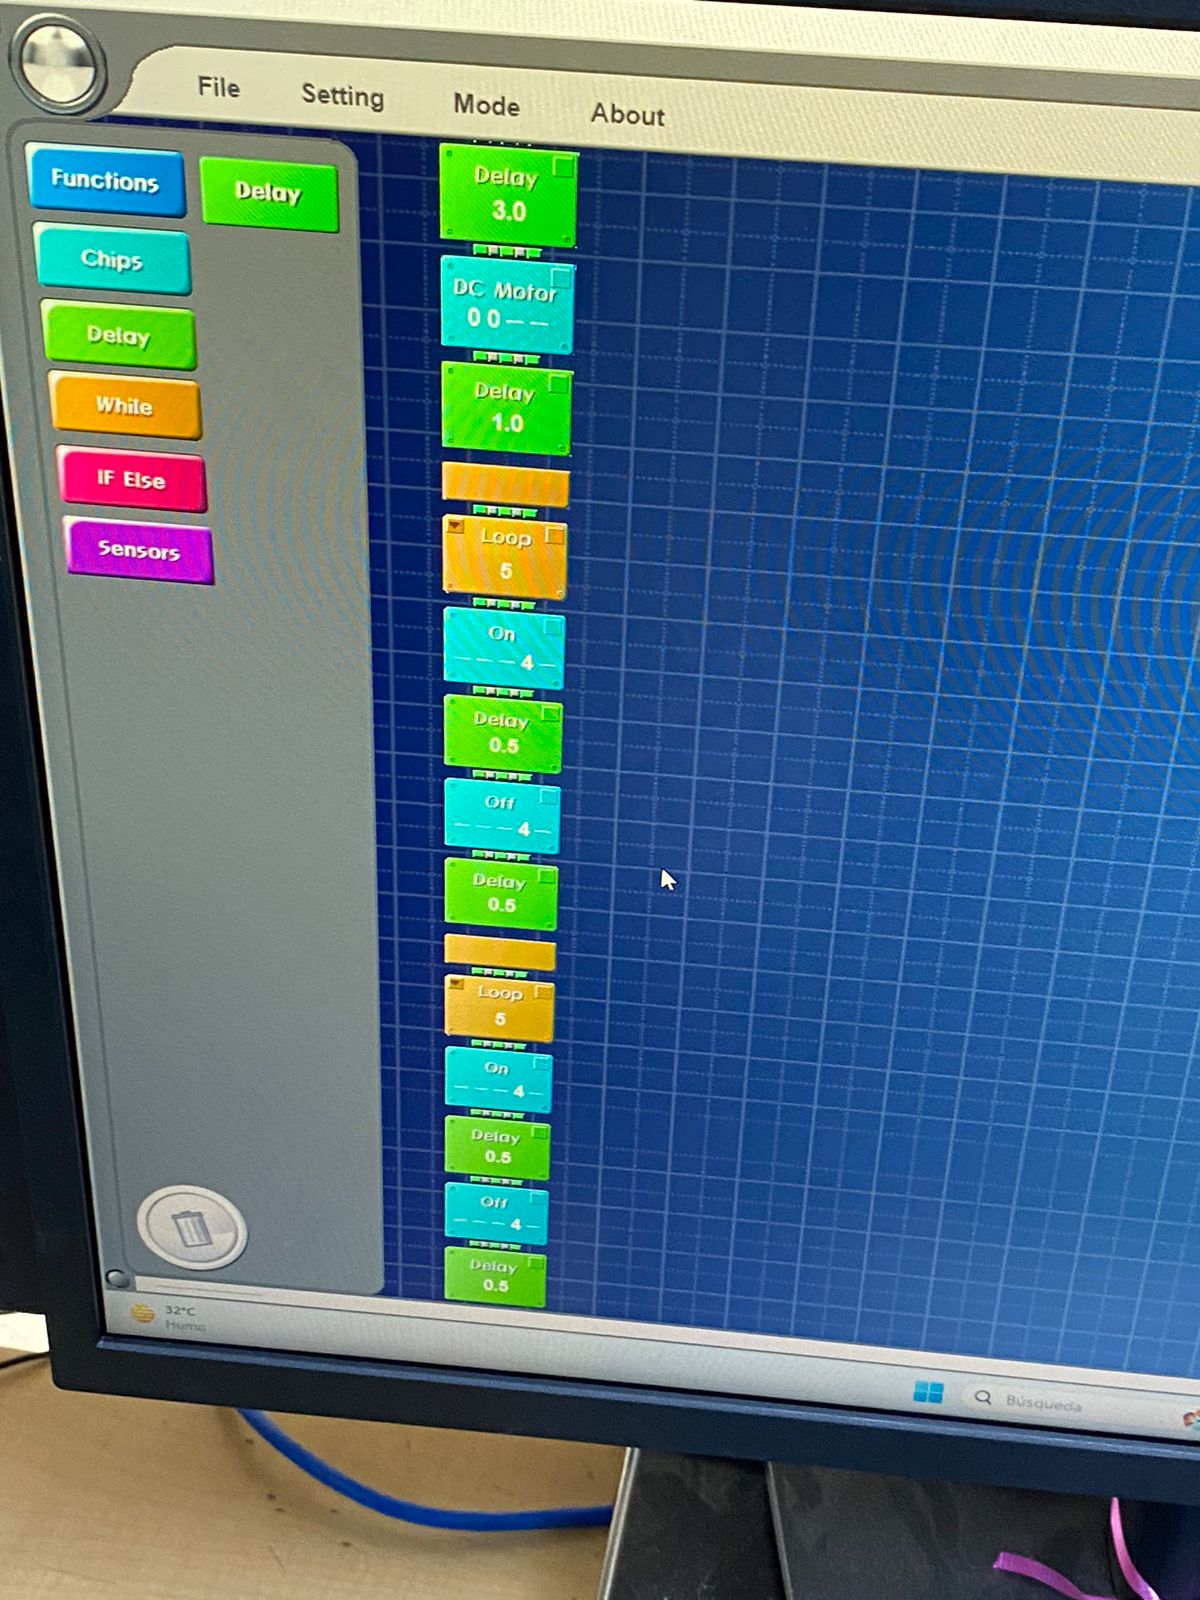 File Setting Mode About
Functions
Chips
Delay
While
IF Else
Sensors
Delay
Delay
3.0
DC Motor
0 0 – –
Delay
1.0
Loop
5
On
– – – 4 –
Delay
0.5
Off
– – – 4 –
Delay
0.5
Loop
5
On
– – – 4 –
Delay
0.5
Off
– – – 4 –
Delay
0.5
32°C
Humo
Búsqueda